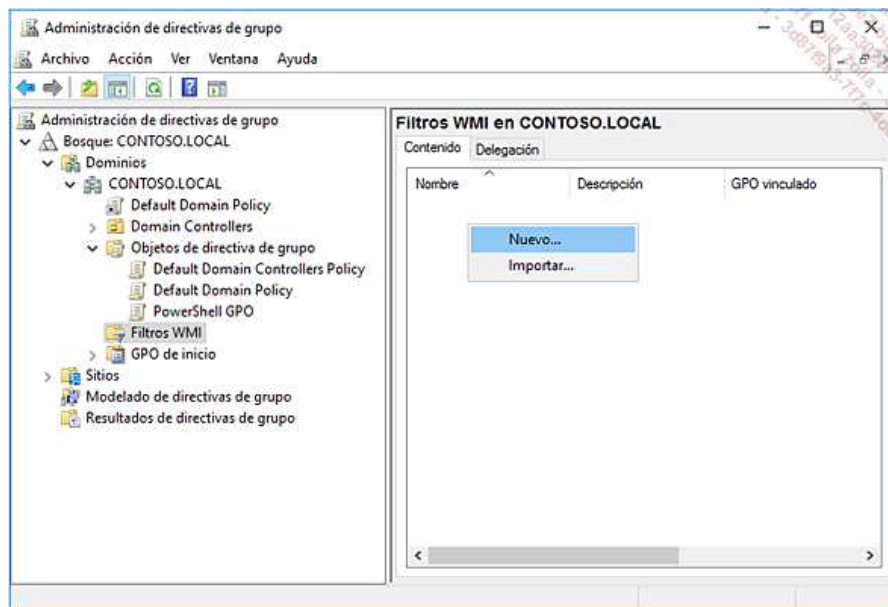 Administración de directivas de grupo
Archivo Acción Ver Ventana Ayuda
Administración de directivas de grupo
Bosque: CONTOSO.LOCAL
Dominios
CONTOSO.LOCAL
Default Domain Policy
Domain Controllers
Objetos de directiva de grupo
Default Domain Controllers Policy
Default Domain Policy
PowerShell GPO
Filtros WMI
GPO de inicio
Sitios
Modelado de directivas de grupo
Resultados de directivas de grupo
Filtros WMI en CONTOSO.LOCAL
Contenido Delegación
Nombre Descripción GPO vinculado
Nuevo...
Importar...